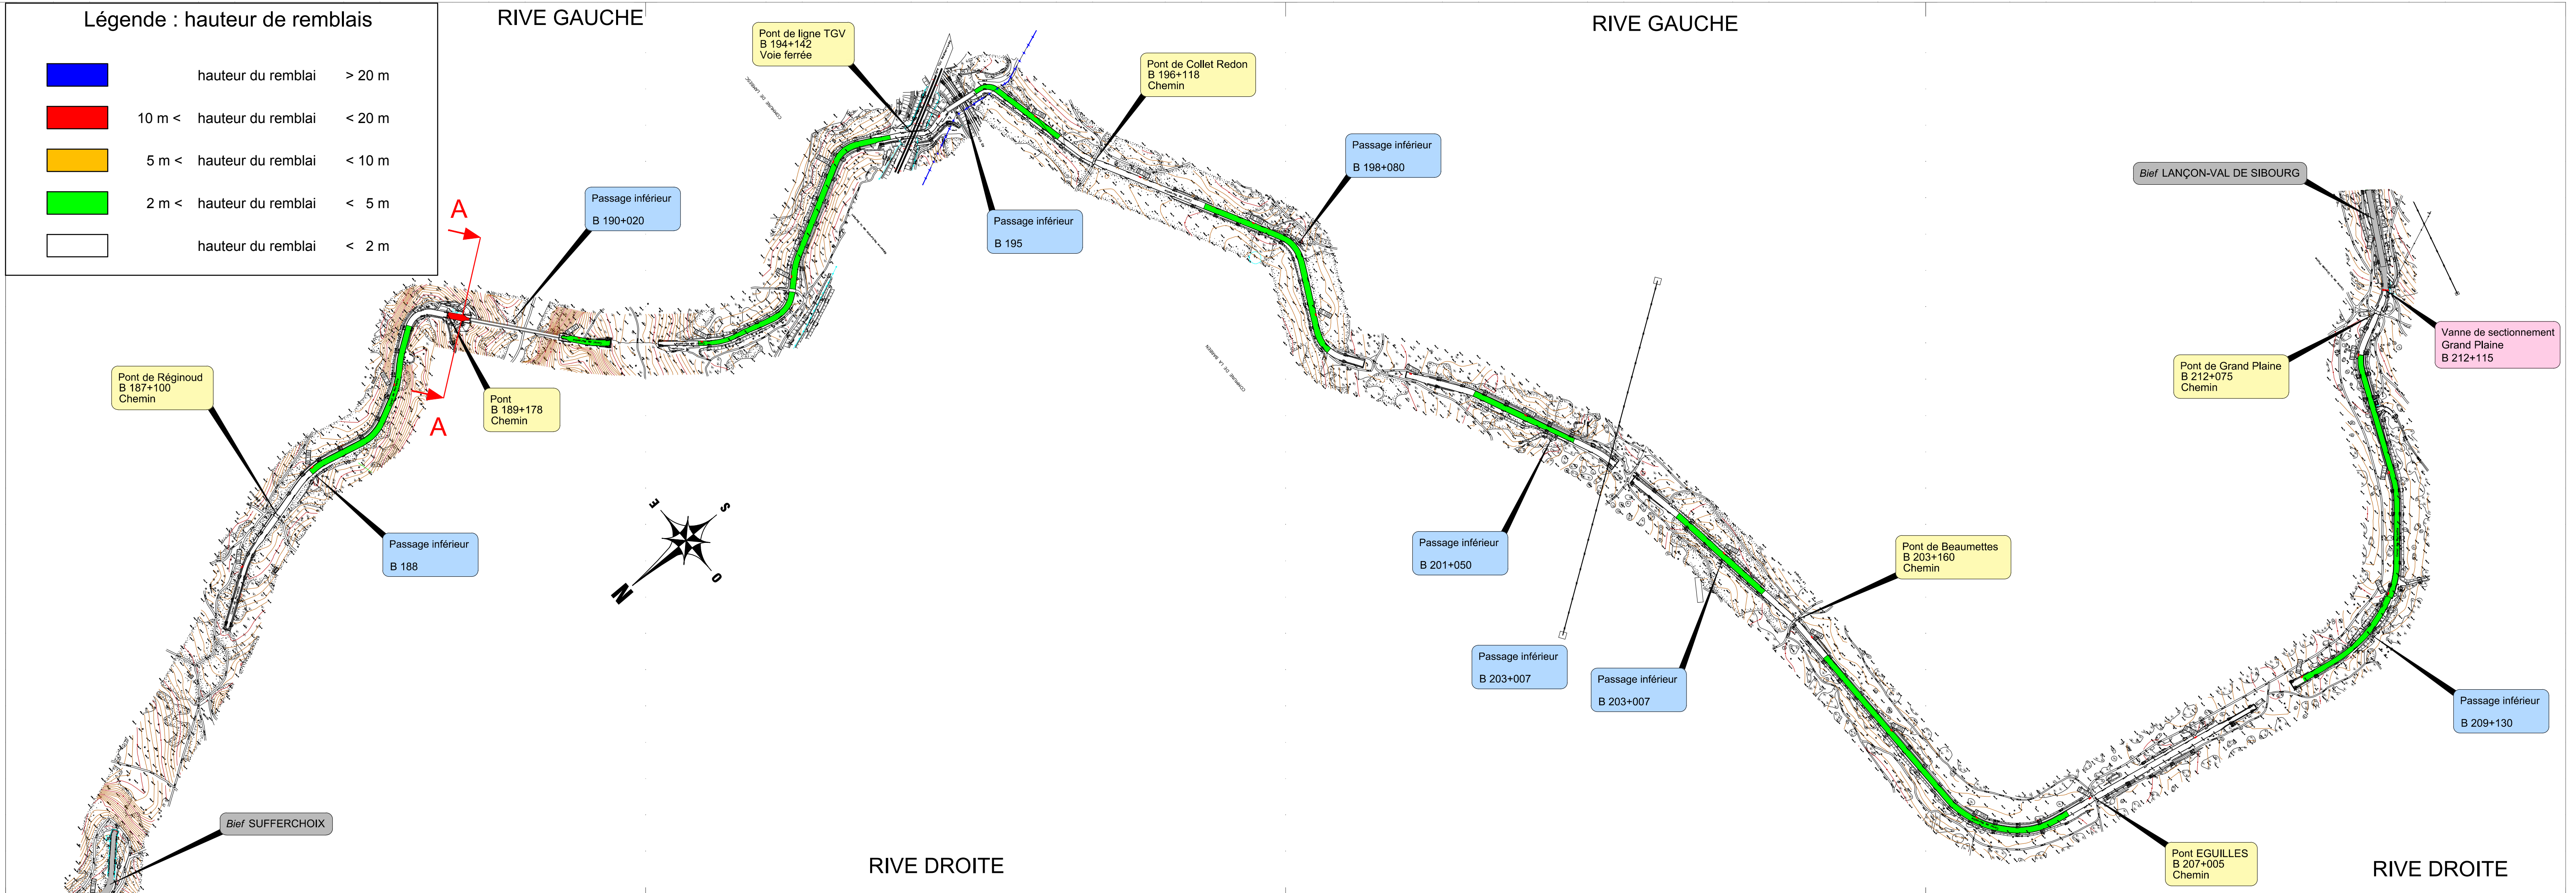 Légende : hauteur de remblais
hauteur du remblai > 20 m
10 m < hauteur du remblai < 20 m
5 m < hauteur du remblai < 10 m
2 m < hauteur du remblai < 5 m
hauteur du remblai < 2 m
RIVE GAUCHE
RIVE GAUCHE
Pont de ligne TGV
B 194+142
Voie ferrée
Pont de Collet Redon
B 196+118
Chemin
Passage inférieur
B 198+080
Bief LANÇON-VAL DE SIBOURG
Passage inférieur
B 190+020
Passage inférieur
B 195
A
A
Vanne de sectionnement
Grand Plaine
B 212+115
Pont de Grand Plaine
B 212+075
Chemin
Pont de Réginoud
B 187+100
Chemin
Pont
B 189+178
Chemin
COMMUNE DE LA BARBEN
E
S
N
O
Passage inférieur
B 188
Passage inférieur
B 201+050
Pont de Beaumettes
B 203+160
Chemin
Passage inférieur
B 203+007
Passage inférieur
B 203+007
Passage inférieur
B 209+130
Bief SUFFERCHOIX
RIVE DROITE
Pont EGUILLES
B 207+005
Chemin
RIVE DROITE